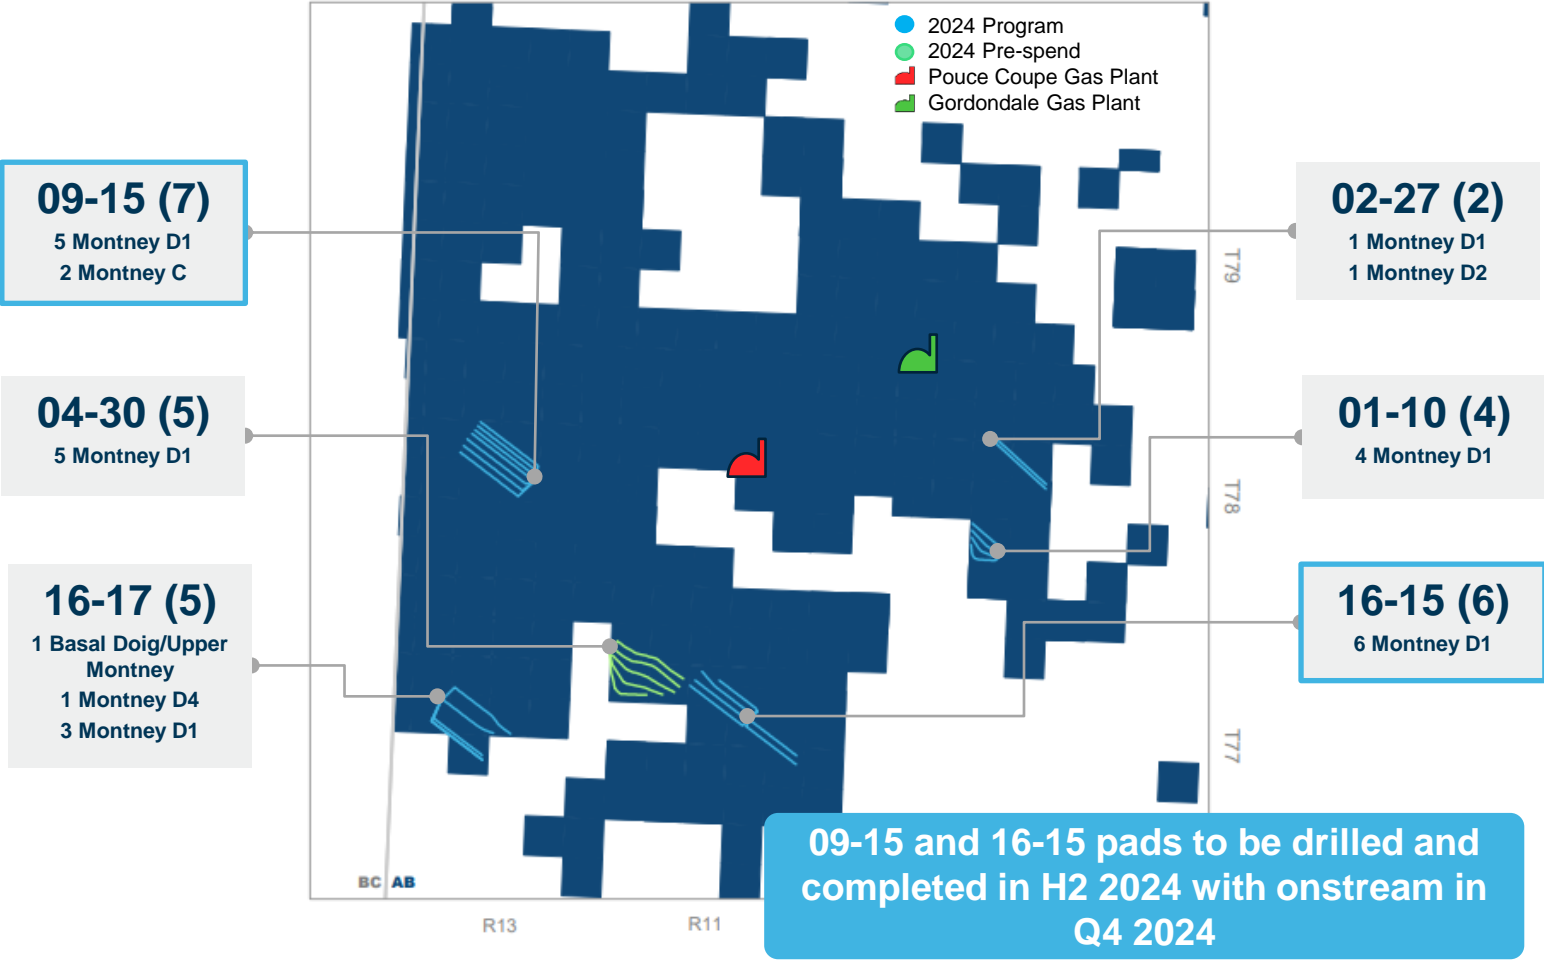 2024 Program
2024 Pre-spend
Pouce Coupe Gas Plant
Gordondale Gas Plant
09-15 (7)
5 Montney D1
2 Montney C
04-30 (5)
5 Montney D1
16-17 (5)
1 Basal Doig/Upper
Montney
1 Montney D4
3 Montney D1
02-27 (2)
1 Montney D1
1 Montney D2
01-10 (4)
4 Montney D1
16-15 (6)
6 Montney D1
T79
T78
T77
BC AB
R13
R11
09-15 and 16-15 pads to be drilled and
completed in H2 2024 with onstream in
Q4 2024